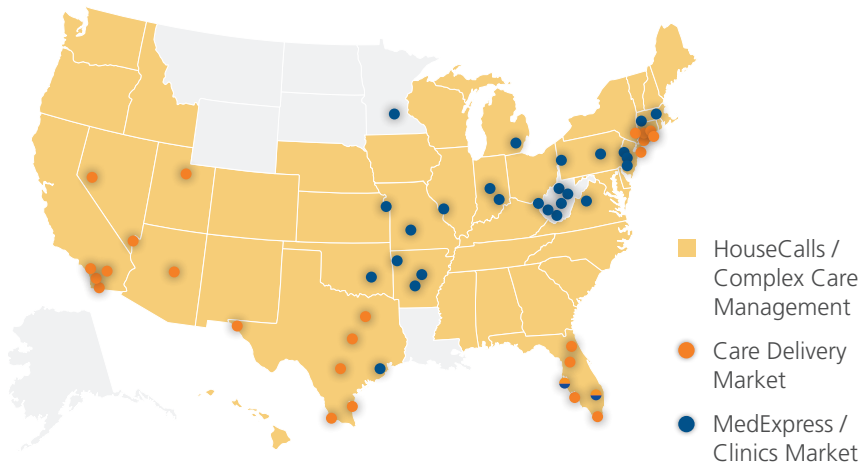 HouseCalls /
Complex Care
Management
Care Delivery
Market
MedExpress /
Clinics Market